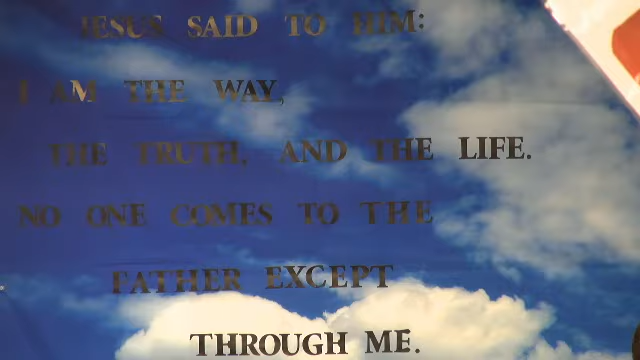 JESUS SAID TO HIM:
I AM THE WAY,
THE TRUTH, AND THE LIFE.
NO ONE COMES TO THE
FATHER EXCEPT
THROUGH ME.